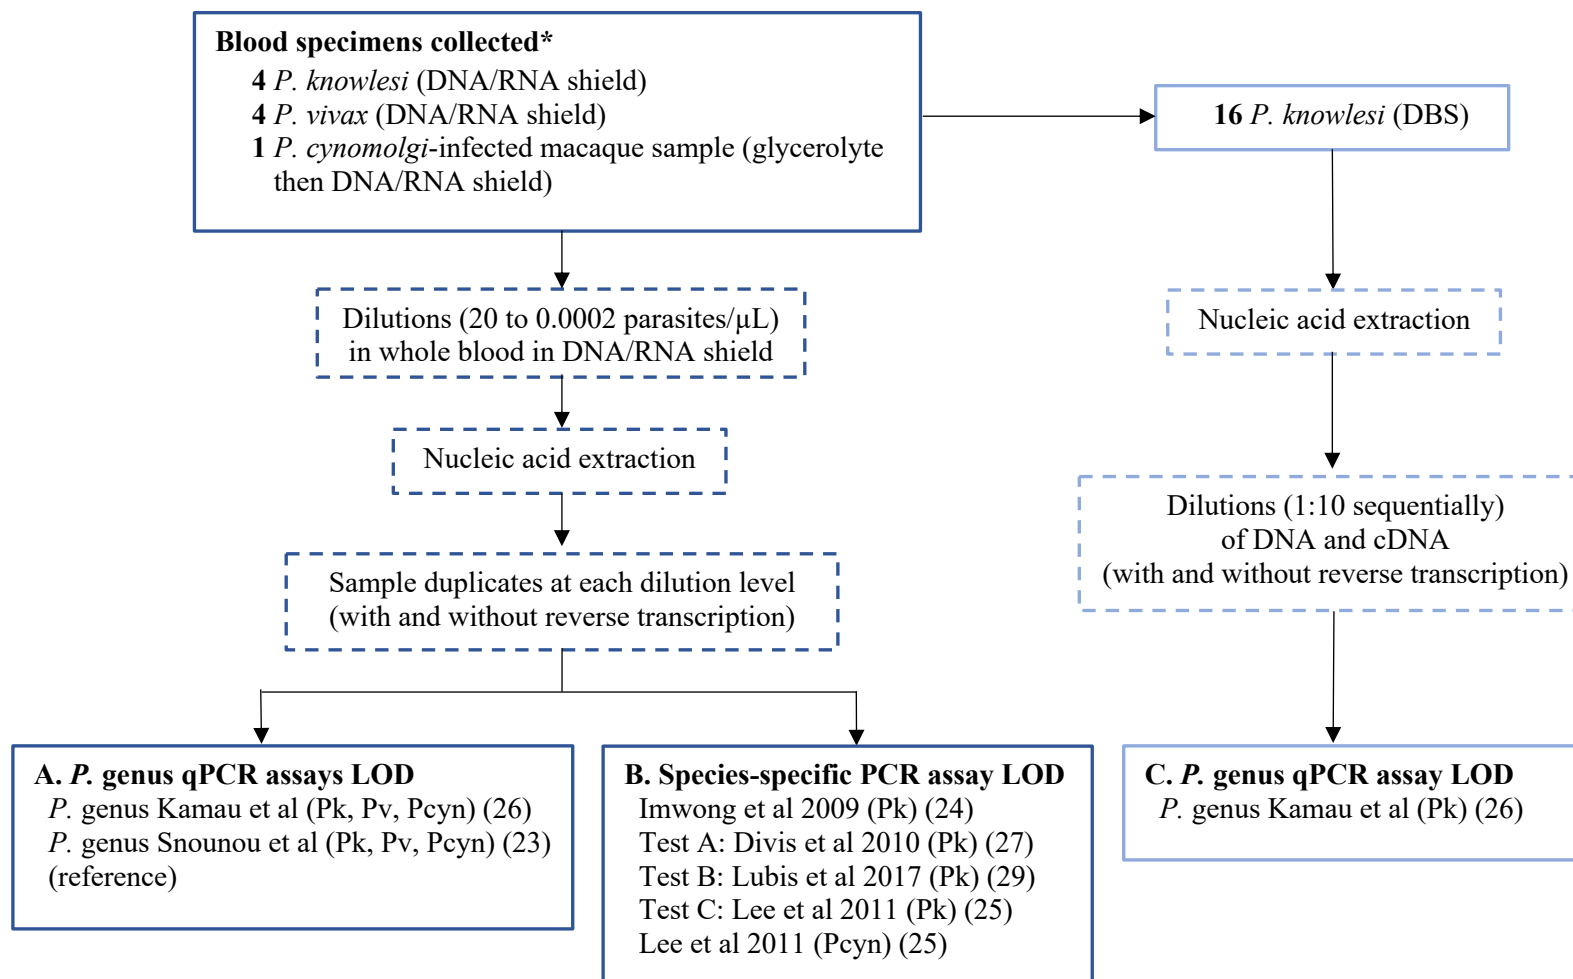 Blood specimens collected*
4 P. knowlesi (DNA/RNA shield)
4 P. vivax (DNA/RNA shield)
1 P. cynomolgi-infected macaque sample (glycerolyte
then DNA/RNA shield)
16 P. knowlesi (DBS)
Dilutions (20 to 0.0002 parasites/µL)
in whole blood in DNA/RNA shield
Nucleic acid extraction
Nucleic acid extraction
Sample duplicates at each dilution level
(with and without reverse transcription)
Dilutions (1:10 sequentially)
of DNA and cDNA
(with and without reverse transcription)
A. P. genus qPCR assays LOD
P. genus Kamau et al (Pk, Pv, Pcyn) (26)
P. genus Snounou et al (Pk, Pv, Pcyn) (23)
(reference)
B. Species-specific PCR assay LOD
Imwong et al 2009 (Pk) (24)
Test A: Divis et al 2010 (Pk) (27)
Test B: Lubis et al 2017 (Pk) (29)
Test C: Lee et al 2011 (Pk) (25)
Lee et al 2011 (Pcyn) (25)
C. P. genus qPCR assay LOD
P. genus Kamau et al (Pk) (26)